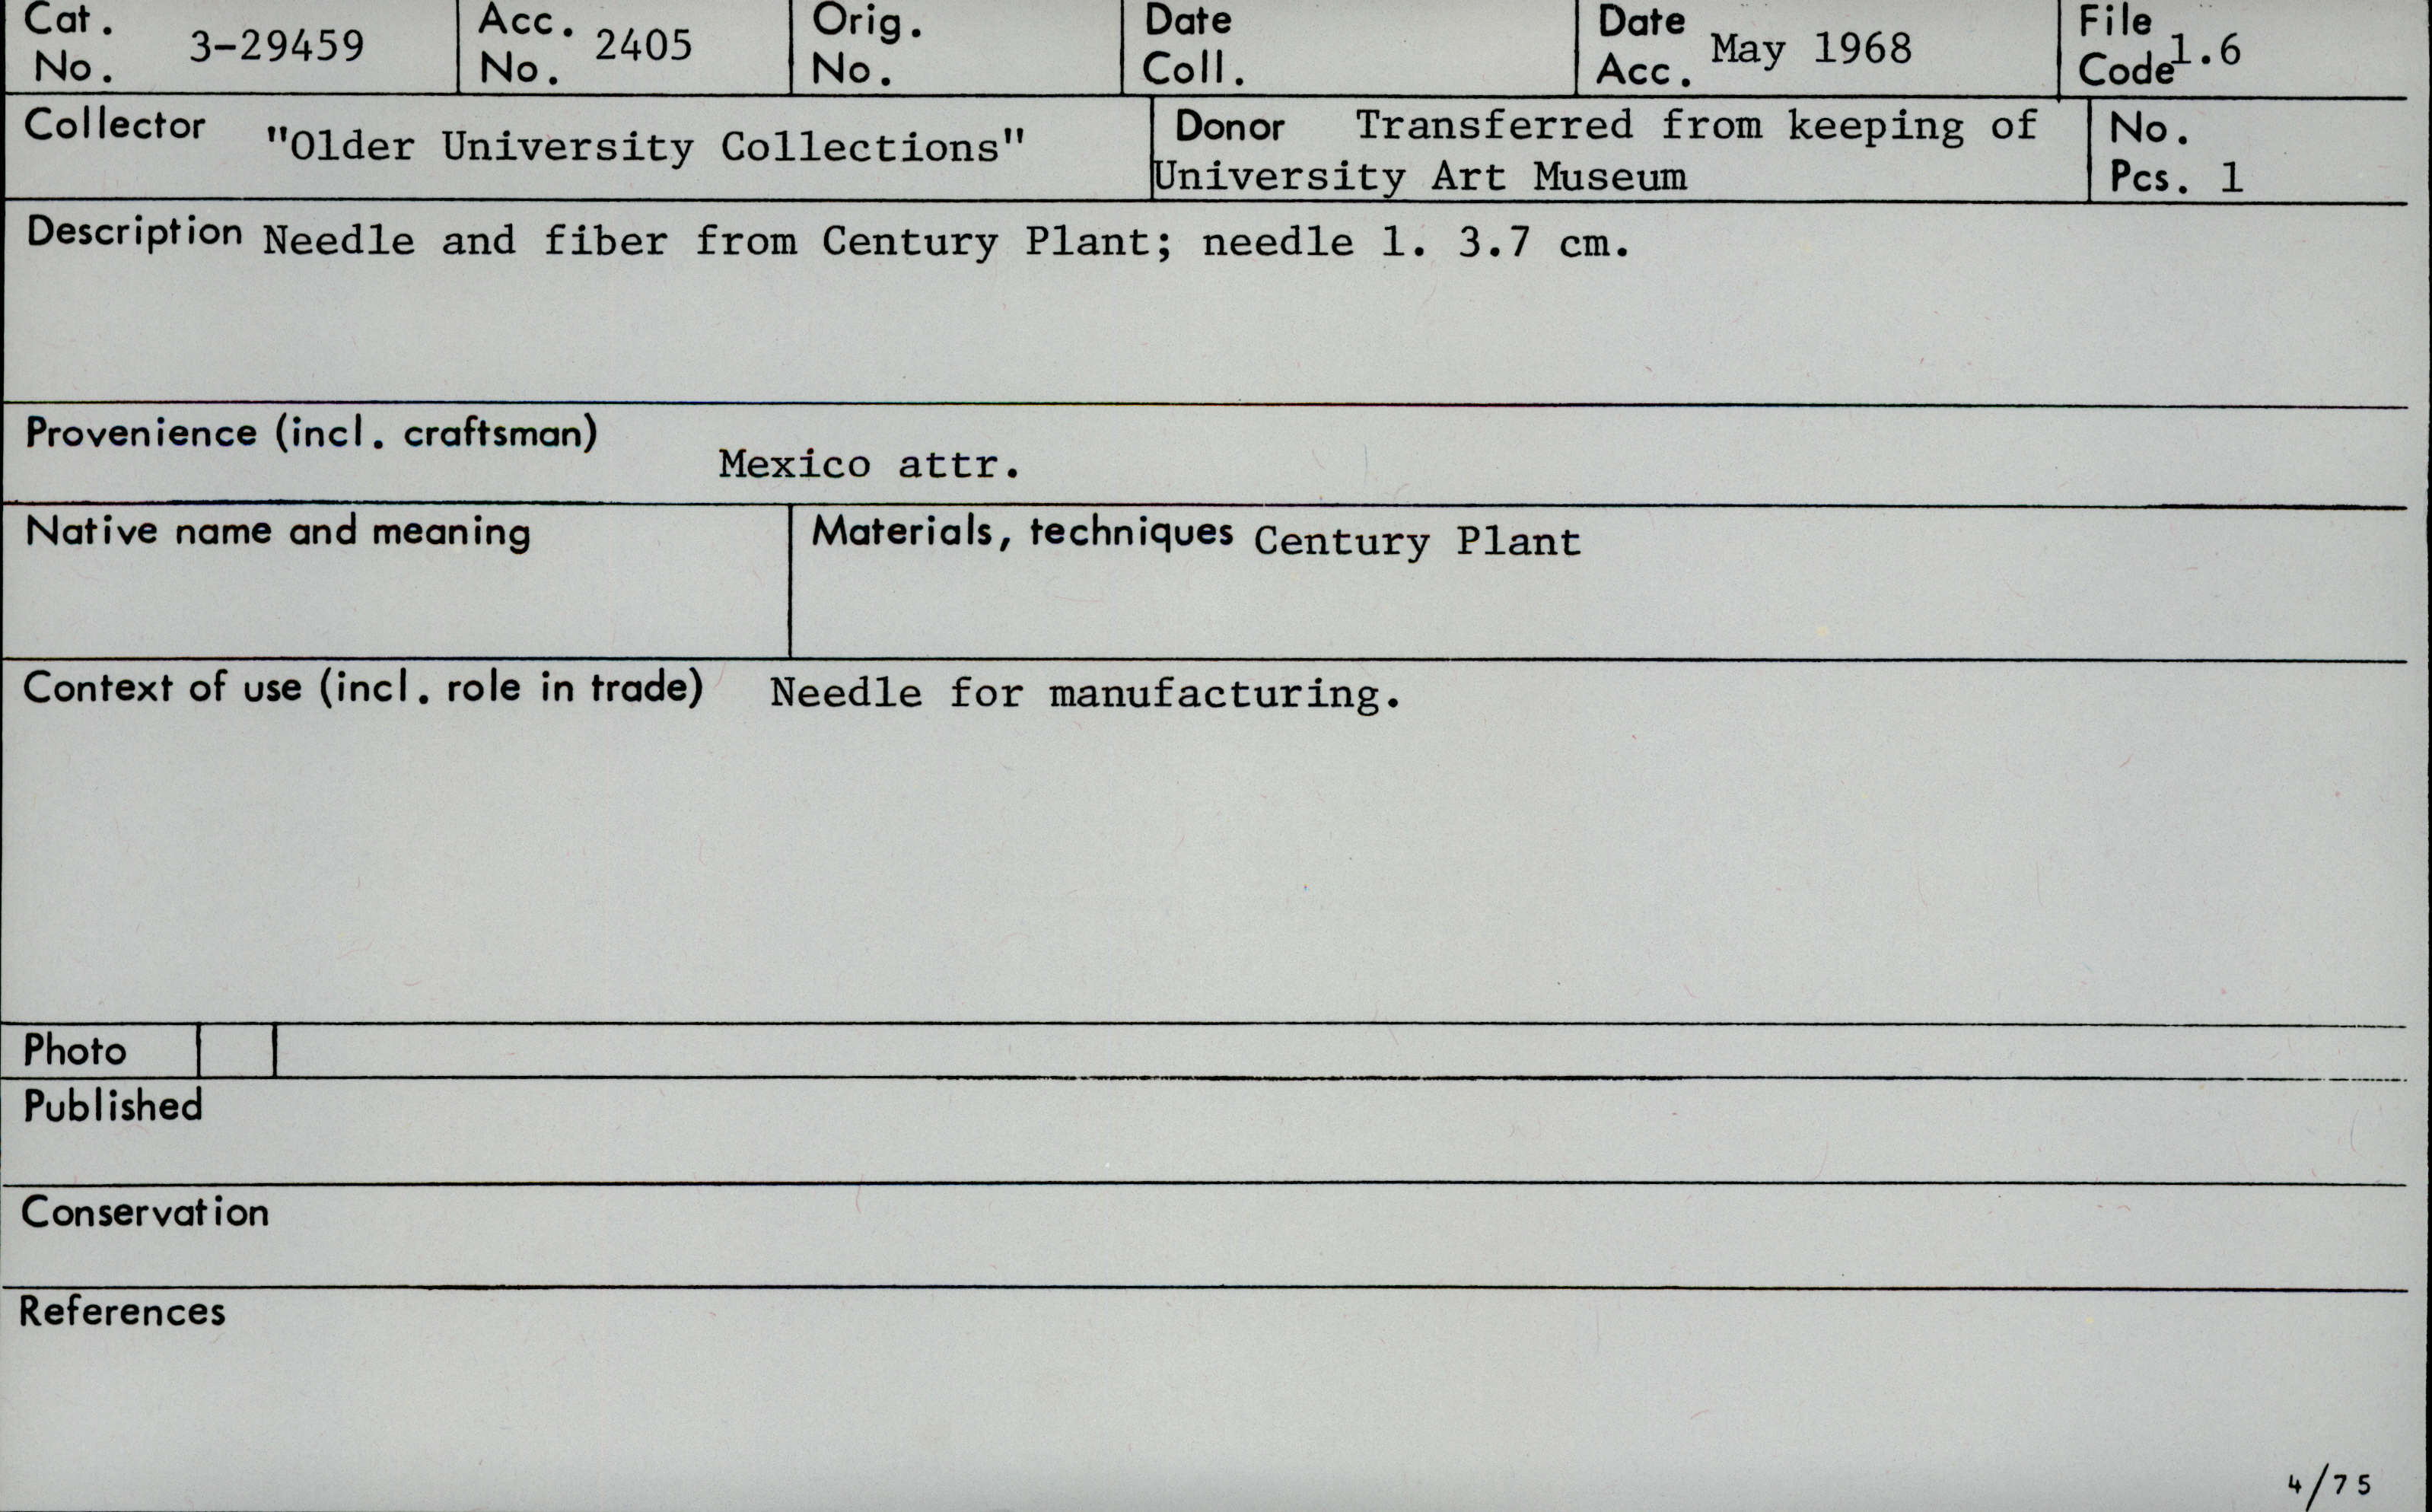 Cat. No. 3-29459 Acc. No. 2405 Orig. No. Date Coll. Date Acc. May 1968 File Code 1.6
Collector "Older University Collections" Donor Transferred from keeping of University Art Museum No. Pcs. 1
Description Needle and fiber from Century Plant; needle l. 3.7 cm.
Provenience (incl. craftsman) Mexico attr.
Native name and meaning
Materials, techniques Century Plant
Context of use (incl. role in trade) Needle for manufacturing.
Photo
Published
Conservation
References
4/75